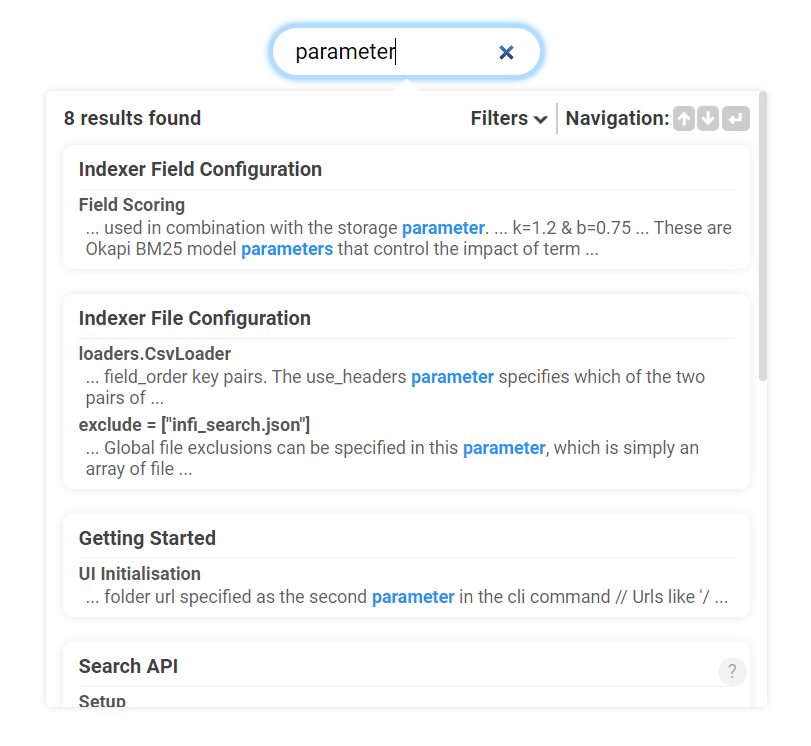 parameter
8 results found Filters Navigation:
Indexer Field Configuration
Field Scoring
... used in combination with the storage parameter. ... k=1.2 & b=0.75 ... These are
Okapi BM25 model parameters that control the impact of term ...
Indexer File Configuration
loaders.CsvLoader
... field_order key pairs. The use_headers parameter specifies which of the two
pairs of ...
exclude = ["infi_search.json"]
... Global file exclusions can be specified in this parameter, which is simply an
array of file ...
Getting Started
UI Initialisation
... folder url specified as the second parameter in the cli command // Urls like '/ ...
Search API
?
Setup